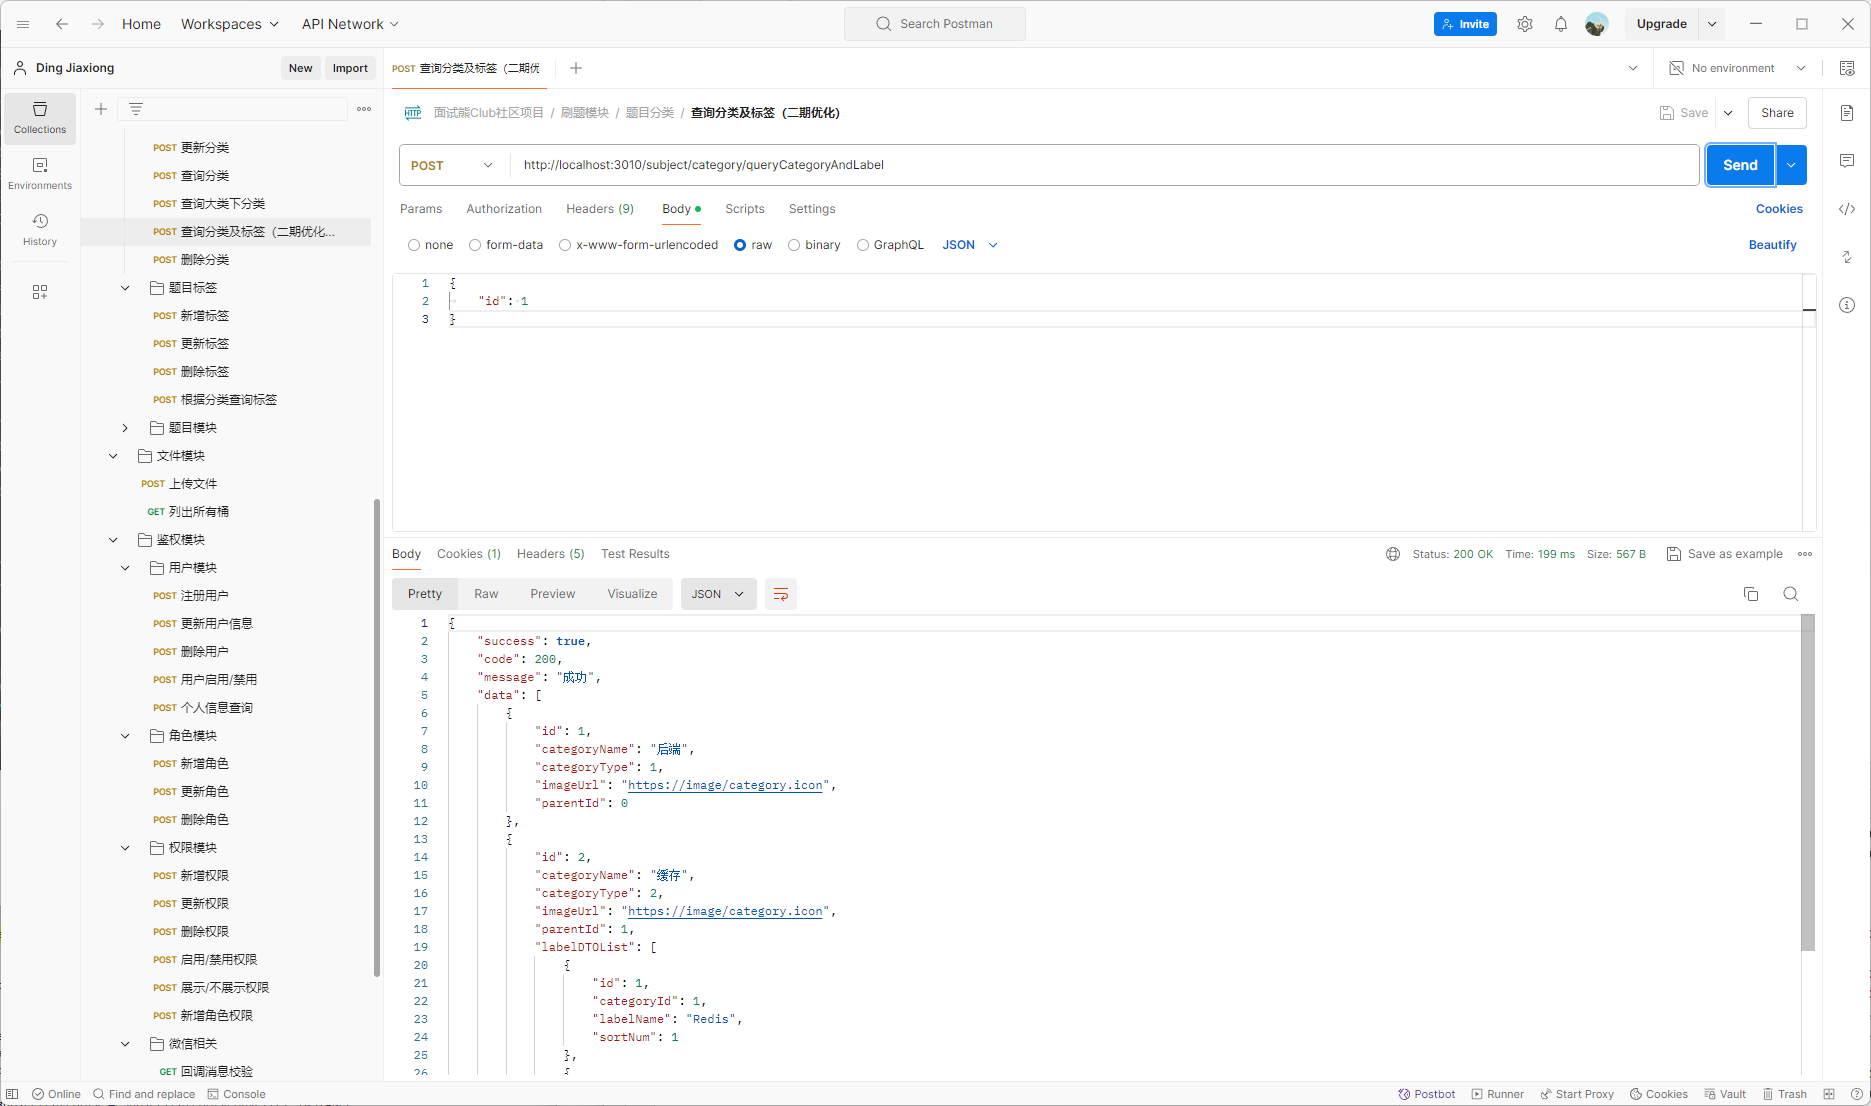 Home Workspaces API Network Search Postman Invite Upgrade
Ding Jiaxiong New Import POST 查询分类及标签（二期优 No environment
HTTP 面试熊Club社区项目 / 刷题模块 / 题目分类 / 查询分类及标签（二期优化） Save Share
Collections
Environments
History
POST 更新分类
POST 查询分类
POST 查询大类下分类
POST 查询分类及标签（二期优化...
POST 删除分类
题目标签
POST 新增标签
POST 更新标签
POST 删除标签
POST 根据分类查询标签
题目模块
文件模块
POST 上传文件
GET 列出所有桶
鉴权模块
用户模块
POST 注册用户
POST 更新用户信息
POST 删除用户
POST 用户启用/禁用
POST 个人信息查询
角色模块
POST 新增角色
POST 更新角色
POST 删除角色
权限模块
POST 新增权限
POST 更新权限
POST 删除权限
POST 启用/禁用权限
POST 展示/不展示权限
POST 新增角色权限
微信相关
GET 回调消息校验
POST http://localhost:3010/subject/category/queryCategoryAndLabel Send
Params Authorization Headers (9) Body Scripts Settings Cookies
none form-data x-www-form-urlencoded raw binary GraphQL JSON Beautify
1 {
2 "id": 1
3 }
Body Cookies (1) Headers (5) Test Results Status: 200 OK Time: 199 ms Size: 567 B Save as example
Pretty Raw Preview Visualize JSON
1 {
2 "success": true,
3 "code": 200,
4 "message": "成功",
5 "data": [
6 {
7 "id": 1,
8 "categoryName": "后端",
9 "categoryType": 1,
10 "imageUrl": "https://image/category.icon",
11 "parentId": 0
12 },
13 {
14 "id": 2,
15 "categoryName": "缓存",
16 "categoryType": 2,
17 "imageUrl": "https://image/category.icon",
18 "parentId": 1,
19 "labelDTOList": [
20 {
21 "id": 1,
22 "categoryId": 1,
23 "labelName": "Redis",
24 "sortNum": 1
25 },
26 {
Online Find and replace Console Postbot Runner Start Proxy Cookies Vault Trash